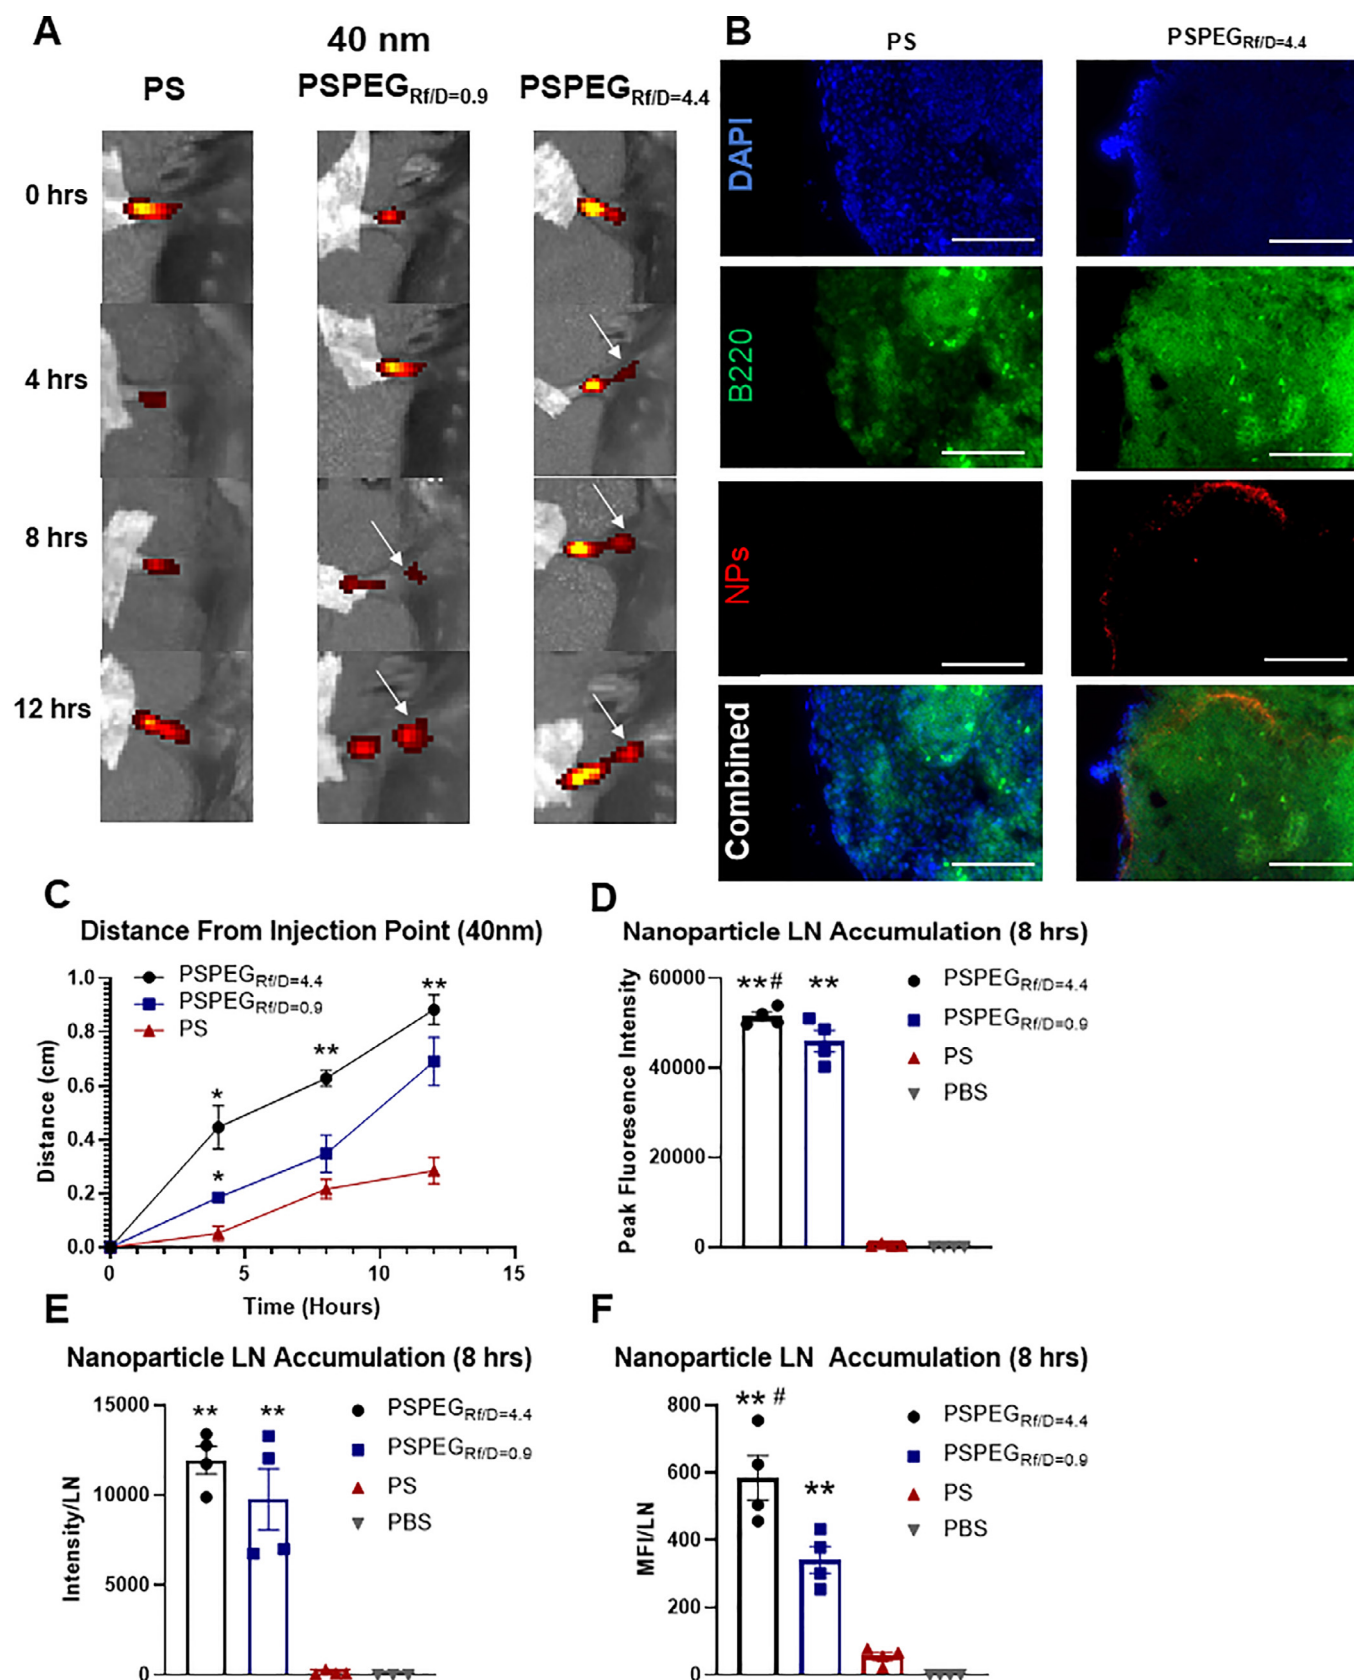 A
40 nm
PS
PSPEGRf/D=0.9
PSPEGRf/D=4.4
0 hrs
4 hrs
8 hrs
12 hrs
B
PS
PSPEGRf/D=4.4
DAPI
B220
NPs
Combined
C
Distance From Injection Point (40nm)
PSPEGRf/D=4.4
PSPEGRf/D=0.9
PS
Distance (cm)
1.0
0.8
0.6
0.4
0.2
0.0
*
*
**
**
0
5
10
15
Time (Hours)
D
Nanoparticle LN Accumulation (8 hrs)
Peak Fluoresence Intensity
60000
40000
20000
0
**#
**
PSPEGRf/D=4.4
PSPEGRf/D=0.9
PS
PBS
E
Nanoparticle LN Accumulation (8 hrs)
Intensity/LN
15000
10000
5000
0
**
**
PSPEGRf/D=4.4
PSPEGRf/D=0.9
PS
PBS
F
Nanoparticle LN Accumulation (8 hrs)
MFI/LN
800
600
400
200
0
** #
**
PSPEGRf/D=4.4
PSPEGRf/D=0.9
PS
PBS